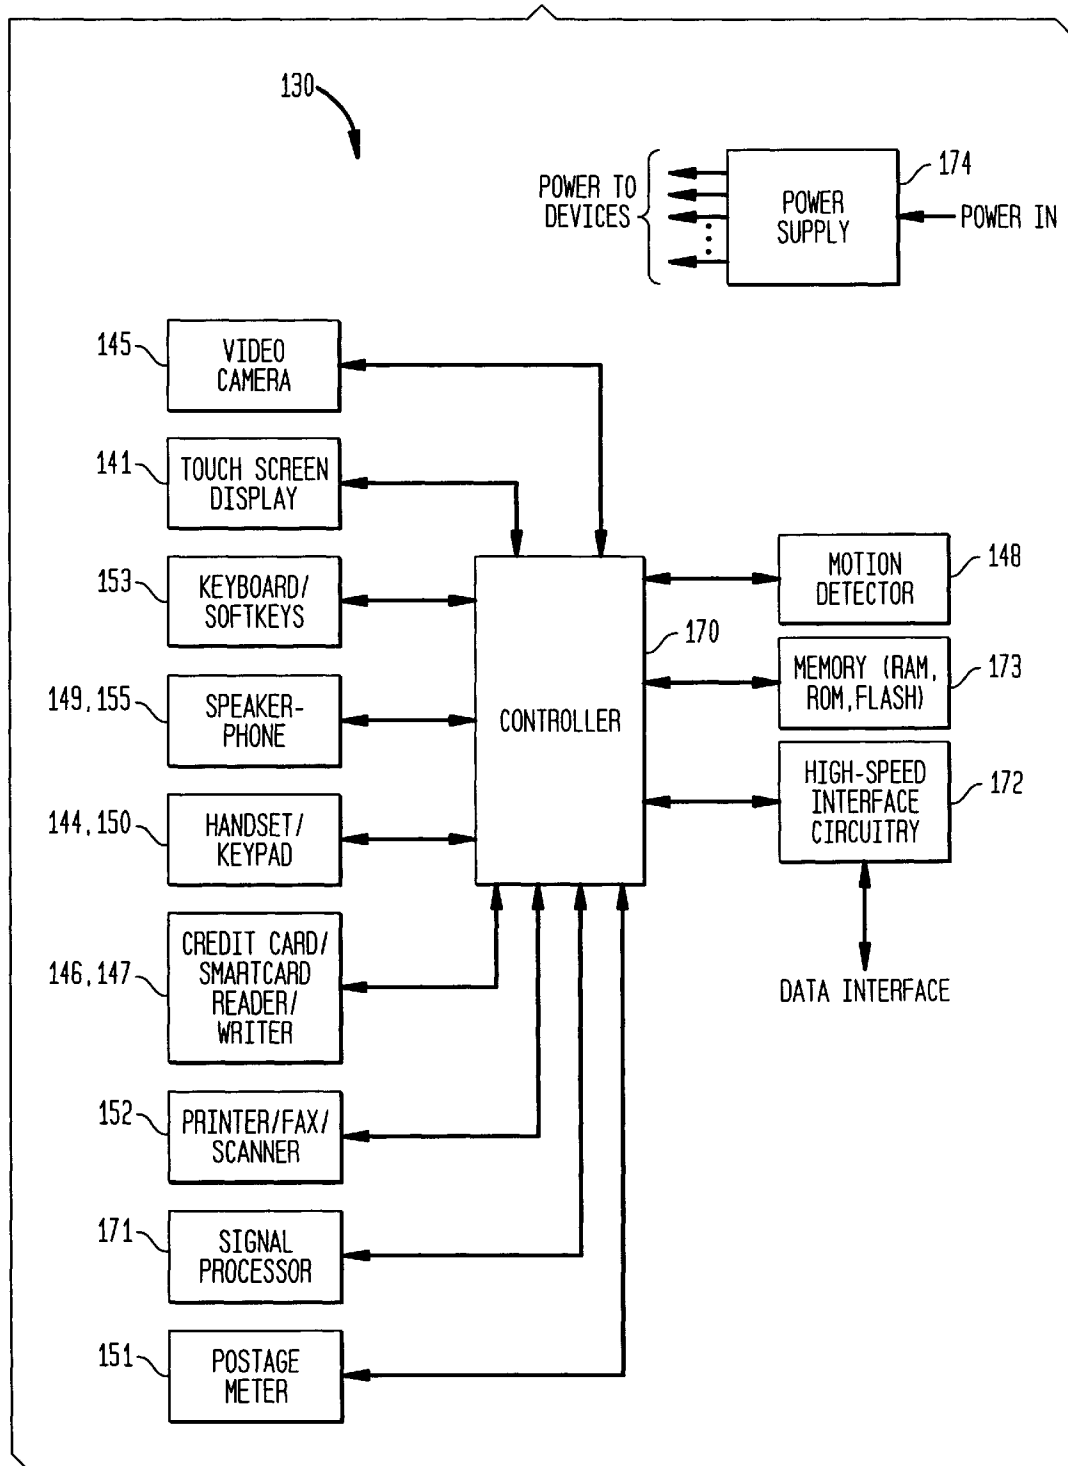 130
174
POWER TO
DEVICES
POWER
SUPPLY
POWER IN
145
VIDEO
CAMERA
141
TOUCH SCREEN
DISPLAY
153
KEYBOARD/
SOFTKEYS
149,155
SPEAKER-
PHONE
144,150
HANDSET/
KEYPAD
146,147
CREDIT CARD/
SMARTCARD
READER/
WRITER
152
PRINTER/FAX/
SCANNER
171
SIGNAL
PROCESSOR
151
POSTAGE
METER
170
CONTROLLER
148
MOTION
DETECTOR
173
MEMORY (RAM,
ROM,FLASH)
172
HIGH-SPEED
INTERFACE
CIRCUITRY
DATA INTERFACE